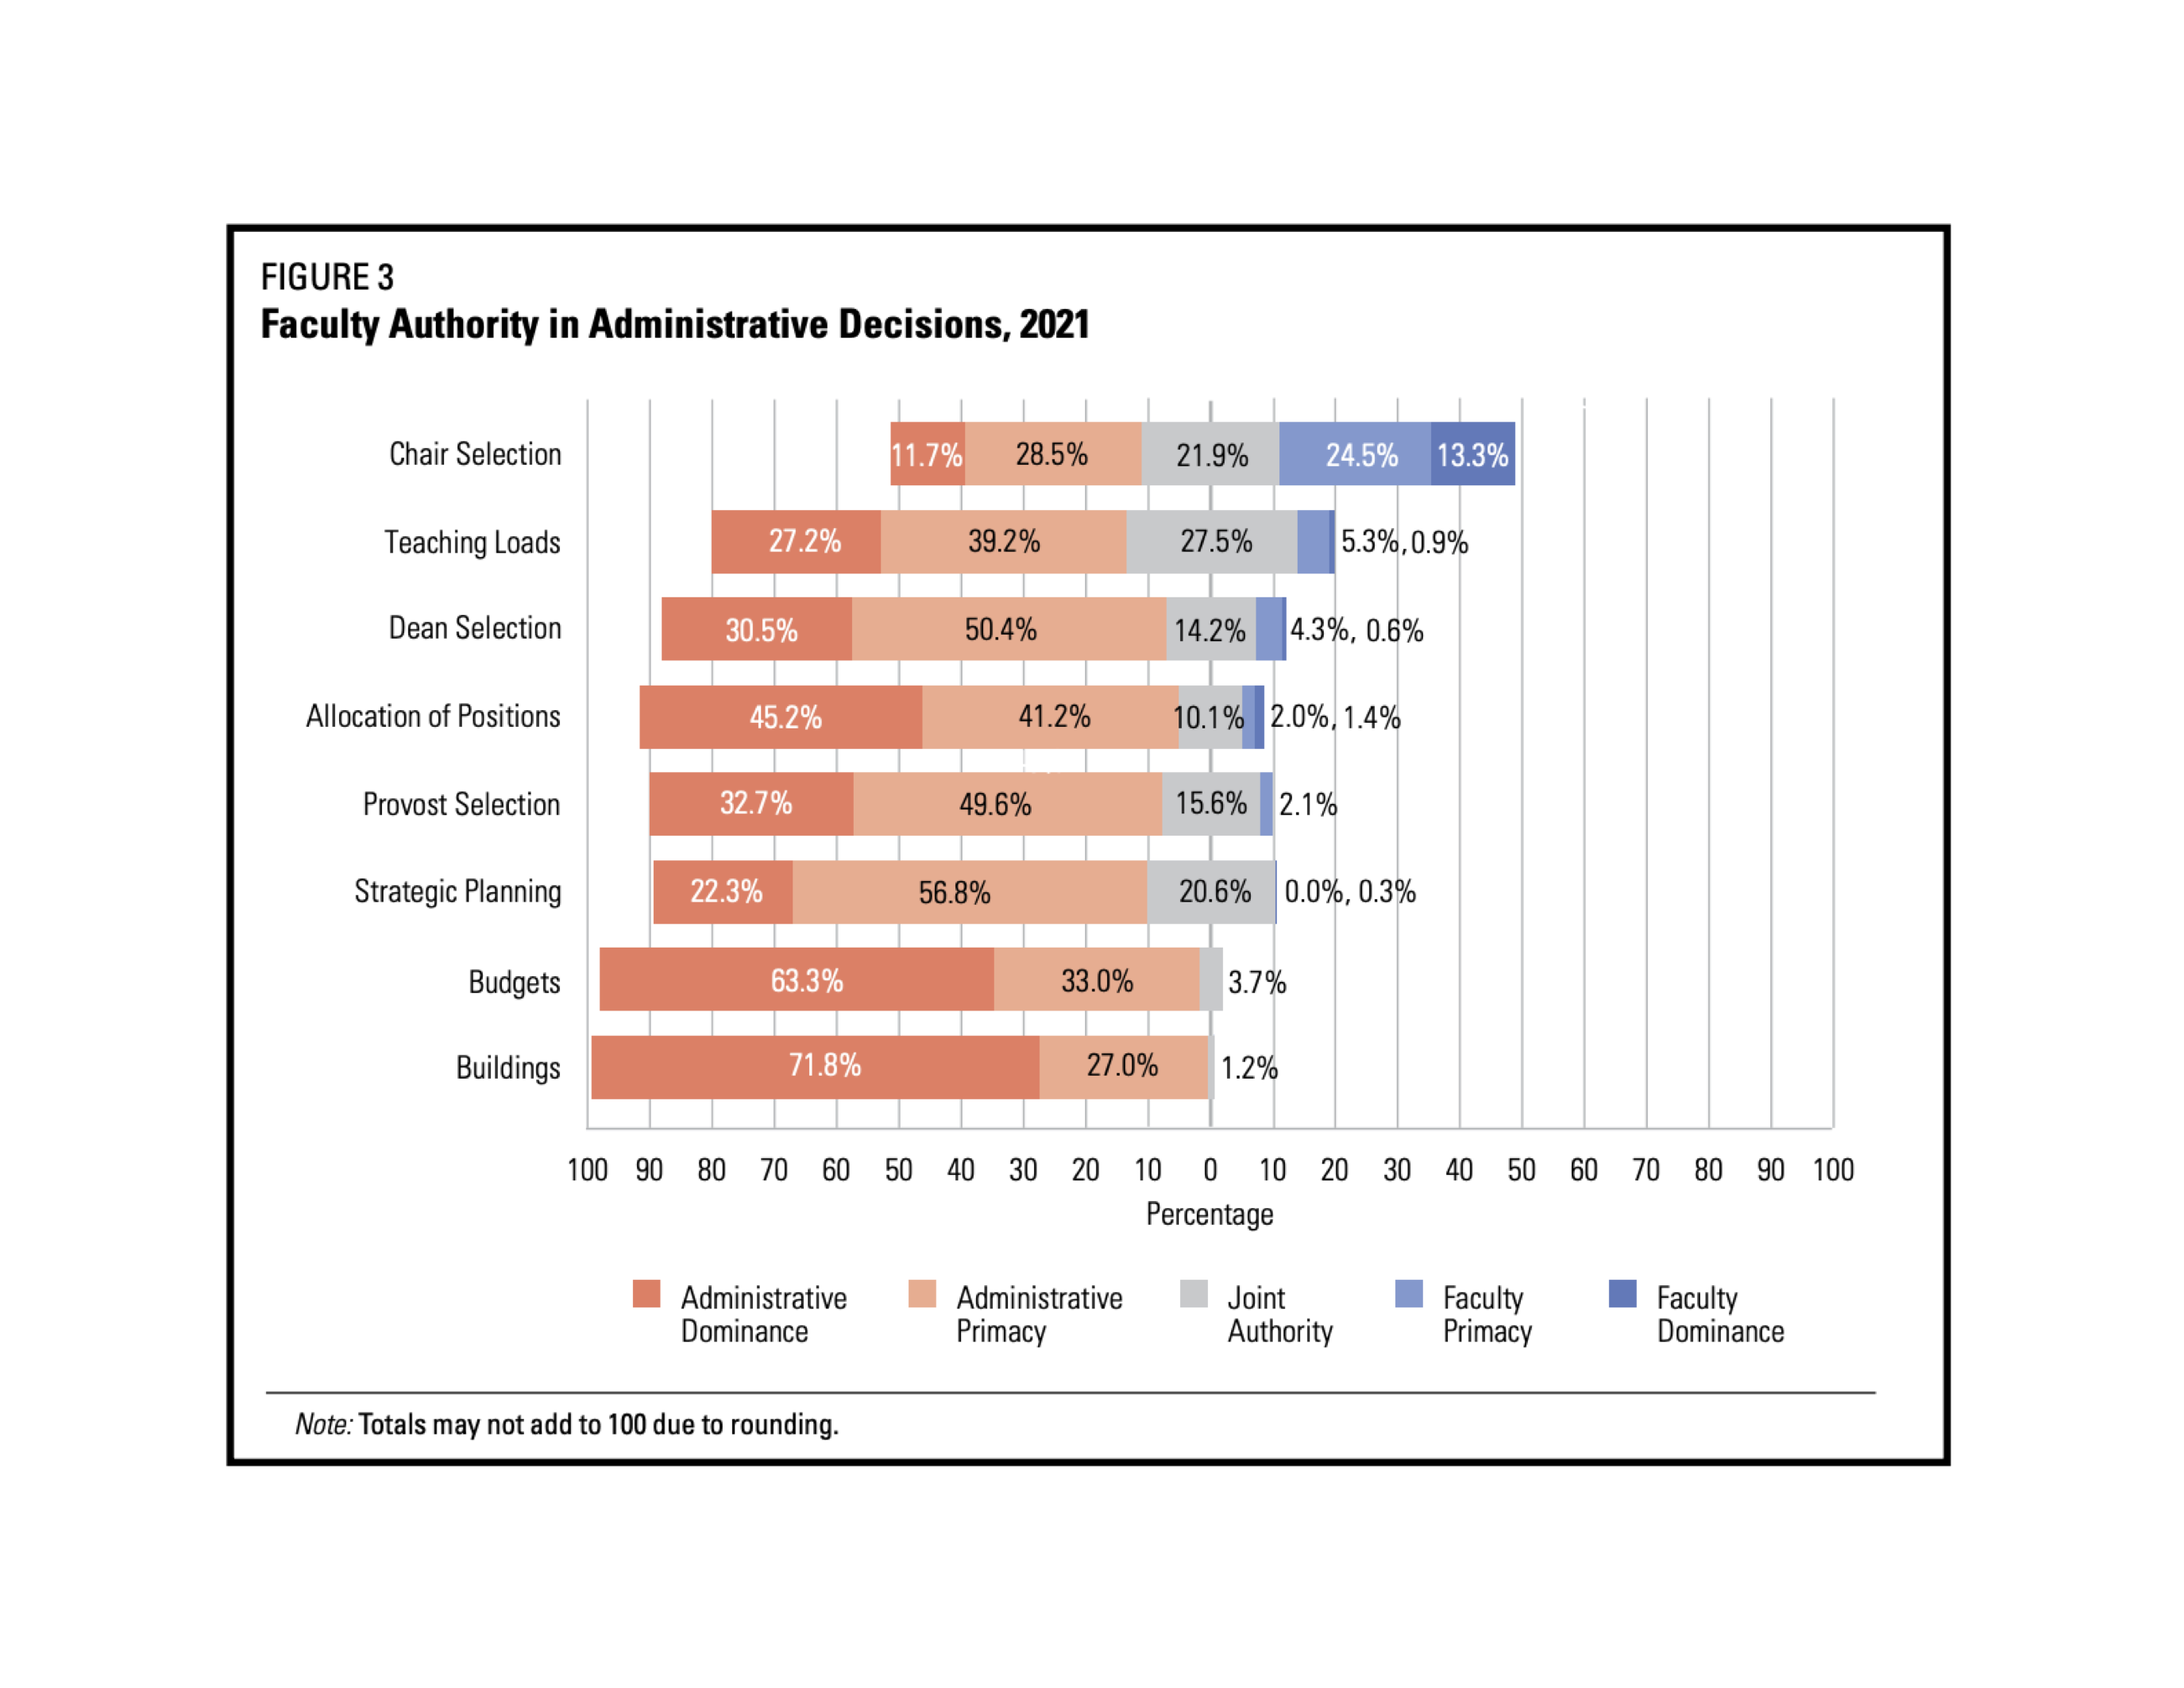 FIGURE 3
Faculty Authority in Administrative Decisions, 2021
Chair Selection 11.7% 28.5% 21.9% 24.5% 13.3%
Teaching Loads 27.2% 39.2% 27.5% 5.3%, 0.9%
Dean Selection 30.5% 50.4% 14.2% 4.3%, 0.6%
Allocation of Positions 45.2% 41.2% 10.1% 2.0%, 1.4%
Provost Selection 32.7% 49.6% 15.6% 2.1%
Strategic Planning 22.3% 56.8% 20.6% 0.0%, 0.3%
Budgets 63.3% 33.0% 3.7%
Buildings 71.8% 27.0% 1.2%
100 90 80 70 60 50 40 30 20 10 0 10 20 30 40 50 60 70 80 90 100
Percentage
Administrative
Dominance
Administrative
Primacy
Joint
Authority
Faculty
Primacy
Faculty
Dominance
Note: Totals may not add to 100 due to rounding.